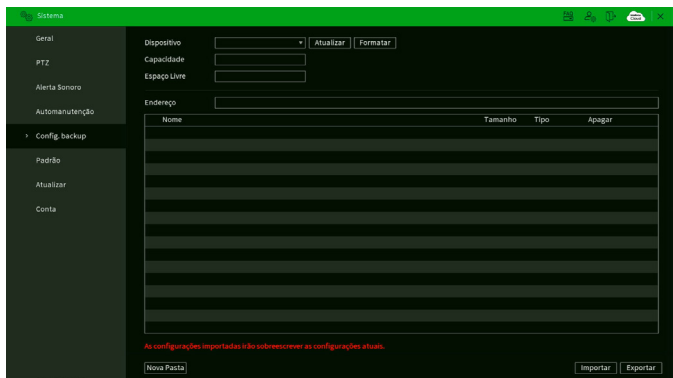 Sistema
Geral
PTZ
Alerta Sonoro
Automanutenção
Config. backup
Padrão
Atualizar
Conta
Dispositivo
Atualizar
Formatar
Capacidade
Espaço Livre
Endereço
Nome Tamanho Tipo Apagar
As configurações importadas irão sobreescrever as configurações atuais.
Nova Pasta
Importar
Exportar
Cloud